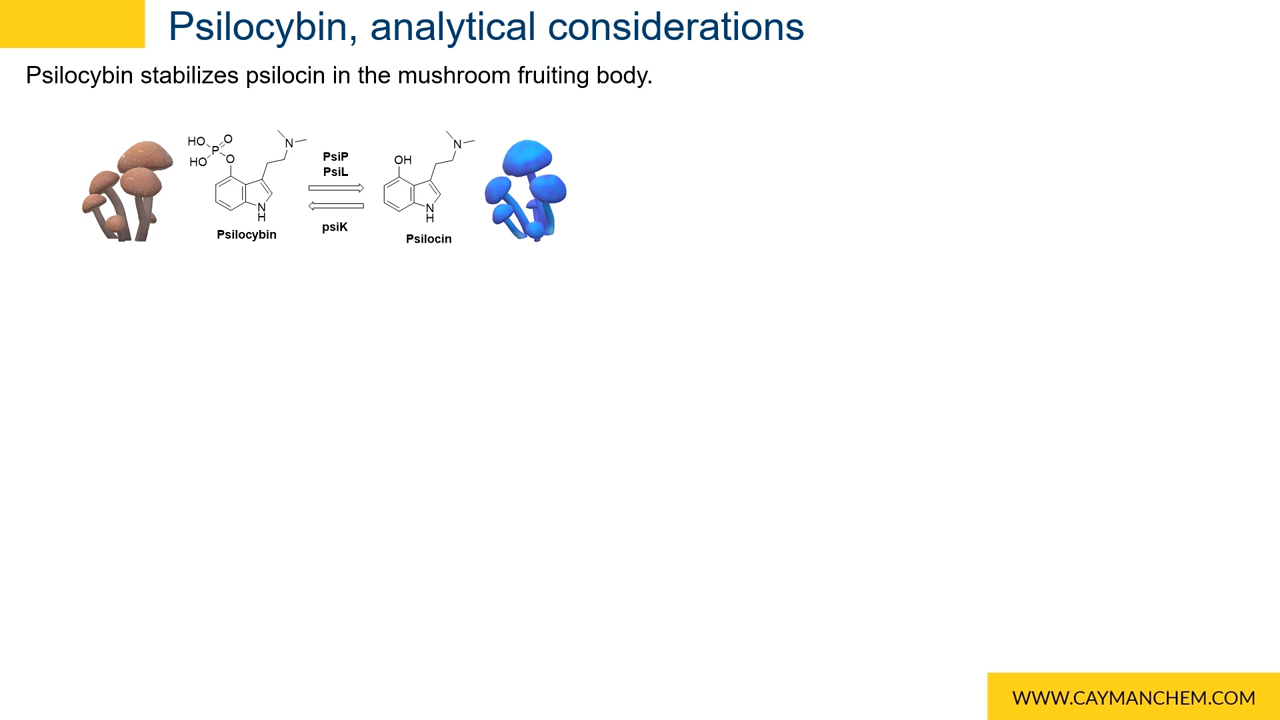 Psilocybin, analytical considerations
Psilocybin stabilizes psilocin in the mushroom fruiting body.
HO
O
P
HO
O
N
N
H
Psilocybin
PsiP
PsiL
psiK
OH
N
N
H
Psilocin
WWW.CAYMANCHEM.COM